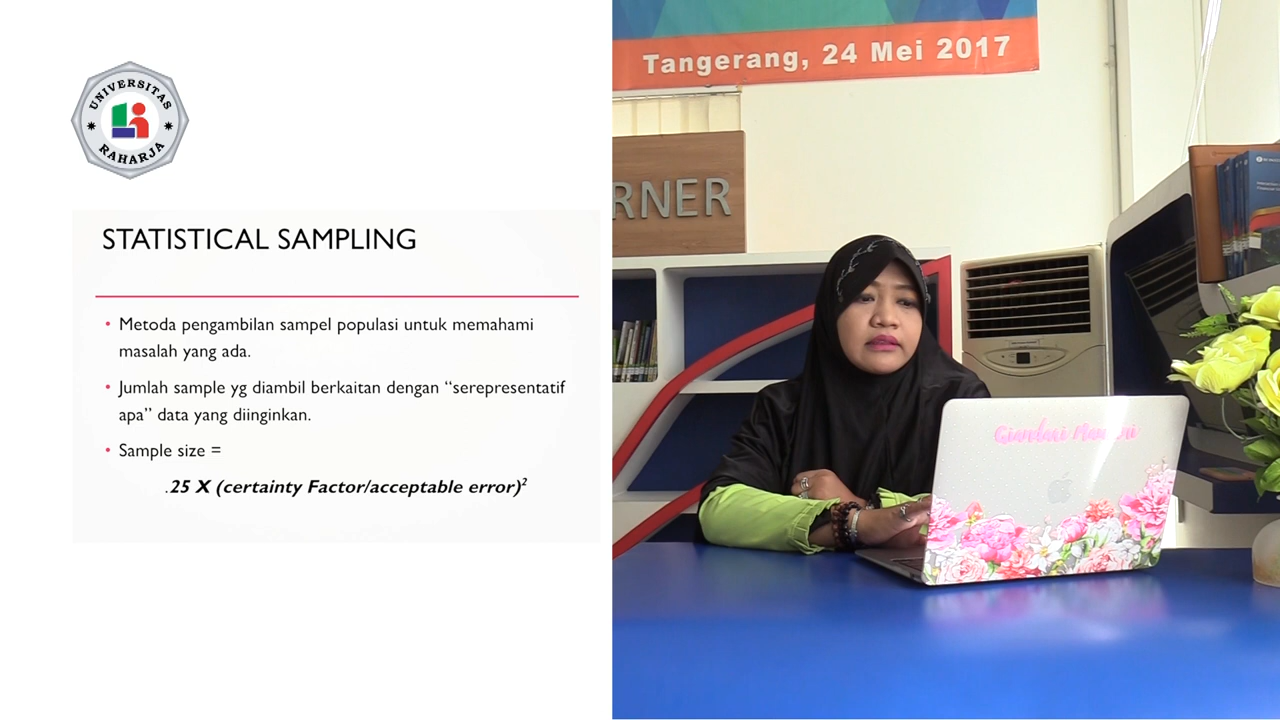 UNIVERSITAS
RAHARJA
STATISTICAL SAMPLING
• Metoda pengambilan sampel populasi untuk memahami
masalah yang ada.
• Jumlah sample yg diambil berkaitan dengan “serepresentatif
apa” data yang diinginkan.
• Sample size =
.25 X (certainty Factor/acceptable error)²
Tangerang, 24 Mei 2017
RNER